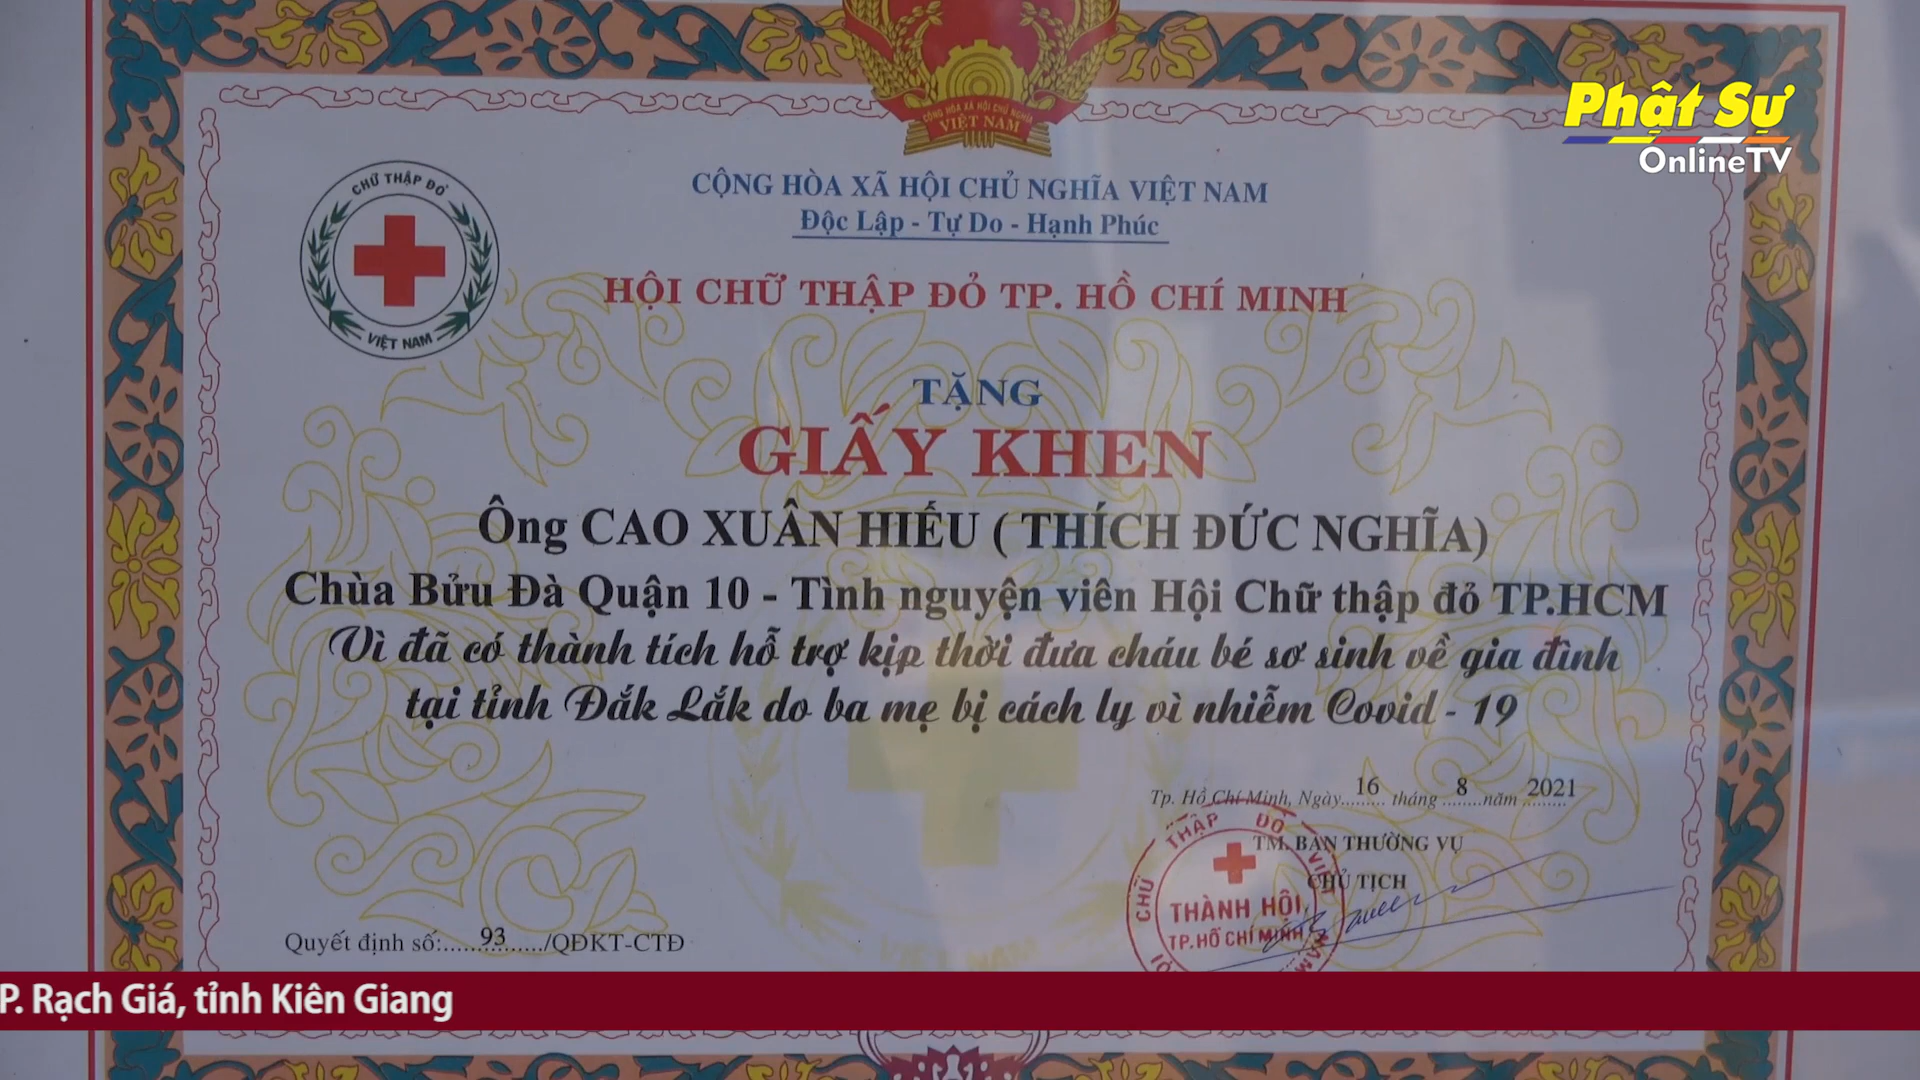 Phật Sự
OnlineTV
CỘNG HÒA XÃ HỘI CHỦ NGHĨA
VIỆT NAM
CHỮ THẬP ĐỎ
VIỆT NAM
CỘNG HÒA XÃ HỘI CHỦ NGHĨA VIỆT NAM
Độc Lập - Tự Do - Hạnh Phúc
HỘI CHỮ THẬP ĐỎ TP. HỒ CHÍ MINH
TẶNG
GIẤY KHEN
Ông CAO XUÂN HIẾU ( THÍCH ĐỨC NGHĨA)
Chùa Bửu Đà Quận 10 - Tình nguyện viên Hội Chữ thập đỏ TP.HCM
Vì đã có thành tích hỗ trợ kịp thời đưa cháu bé sơ sinh về gia đình
tại tỉnh Đắk Lắk do ba mẹ bị cách ly vì nhiễm Covid - 19
Tp. Hồ Chí Minh, Ngày.....16..... tháng .....8.....năm .....2021.....
TM. BAN THƯỜNG VỤ
CHỦ TỊCH
CHỮ THẬP ĐỎ VIỆT NAM
THÀNH HỘI
TP. HỒ CHÍ MINH
Quyết định số:......93....../QĐKT-CTĐ
P. Rạch Giá, tỉnh Kiên Giang